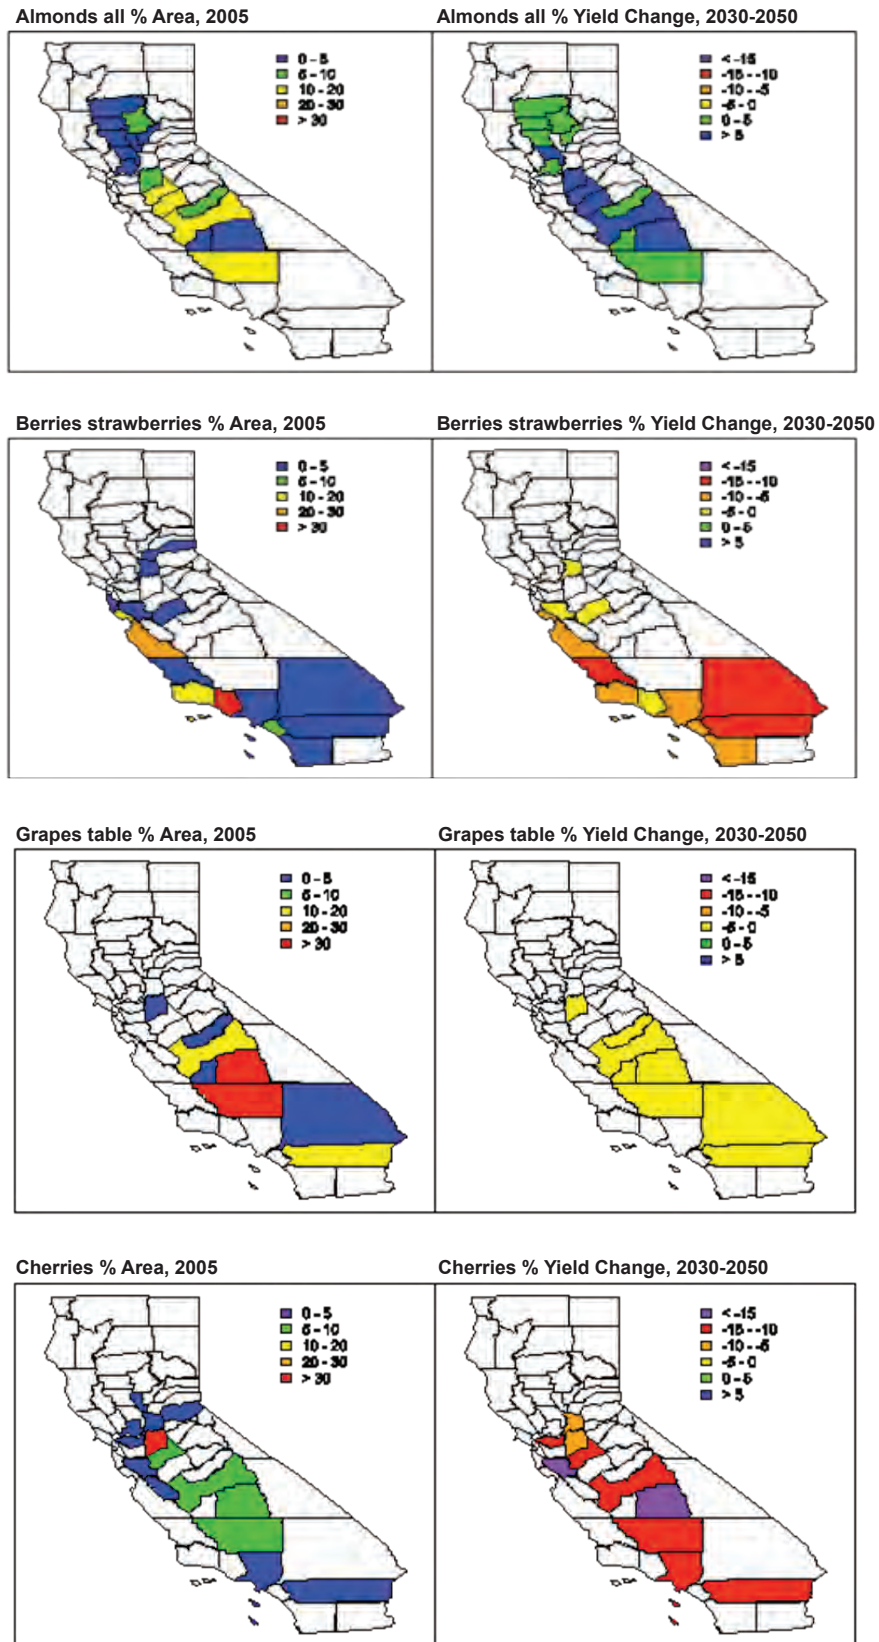 Almonds all % Area, 2005
Almonds all % Yield Change, 2030-2050
0 - 5
5 - 10
10 - 20
20 - 30
> 30
< -15
-15 - -10
-10 - -5
-5 - 0
0 - 5
> 5
Berries strawberries % Area, 2005
Berries strawberries % Yield Change, 2030-2050
0 - 5
5 - 10
10 - 20
20 - 30
> 30
< -15
-15 - -10
-10 - -5
-5 - 0
0 - 5
> 5
Grapes table % Area, 2005
Grapes table % Yield Change, 2030-2050
0 - 5
5 - 10
10 - 20
20 - 30
> 30
< -15
-15 - -10
-10 - -5
-5 - 0
0 - 5
> 5
Cherries % Area, 2005
Cherries % Yield Change, 2030-2050
0 - 5
5 - 10
10 - 20
20 - 30
> 30
< -15
-15 - -10
-10 - -5
-5 - 0
0 - 5
> 5